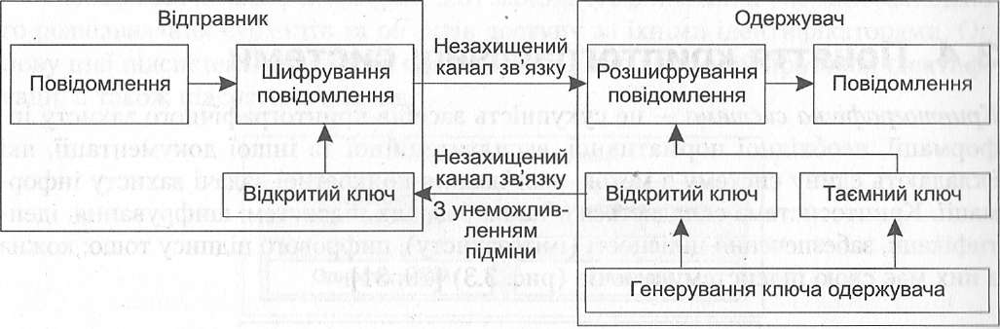 Відправник
Одержувач
Повідомлення
Шифрування
повідомлення
Незахищений
канал зв’язку
Розшифрування
повідомлення
Повідомлення
Незахищений
канал зв’язку
З унеможлив-
ленням
підміни
Відкритий ключ
Відкритий ключ
Таємний ключ
Генерування ключа одержувача